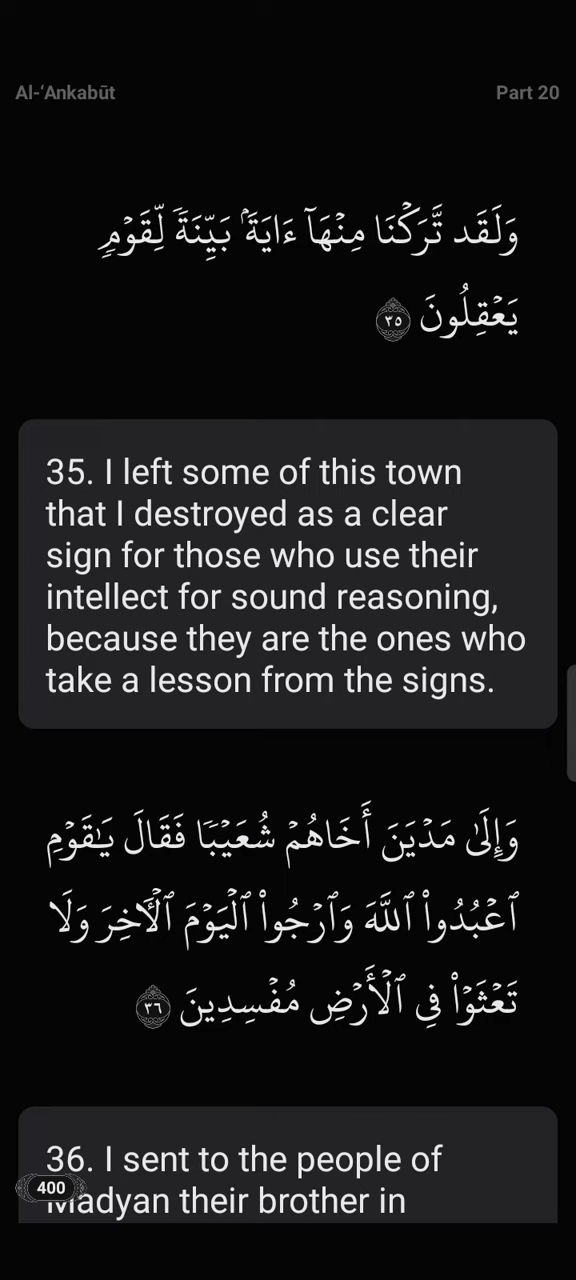 Al-‘Ankabūt
Part 20
وَلَقَد تَّرَكۡنَا مِنۡهَآ ءَايَةَۢ بَيِّنَةٗ لِّقَوۡمٖ
يَعۡقِلُونَ ٣٥
35. I left some of this town
that I destroyed as a clear
sign for those who use their
intellect for sound reasoning,
because they are the ones who
take a lesson from the signs.
وَإِلَىٰ مَدۡيَنَ أَخَاهُمۡ شُعَيۡبٗا فَقَالَ يَٰقَوۡمِ
ٱعۡبُدُواْ ٱللَّهَ وَٱرۡجُواْ ٱلۡيَوۡمَ ٱلۡأٓخِرَ وَلَا
تَعۡثَوۡاْ فِي ٱلۡأَرۡضِ مُفۡسِدِينَ ٣٦
36. I sent to the people of
Madyan their brother in
400